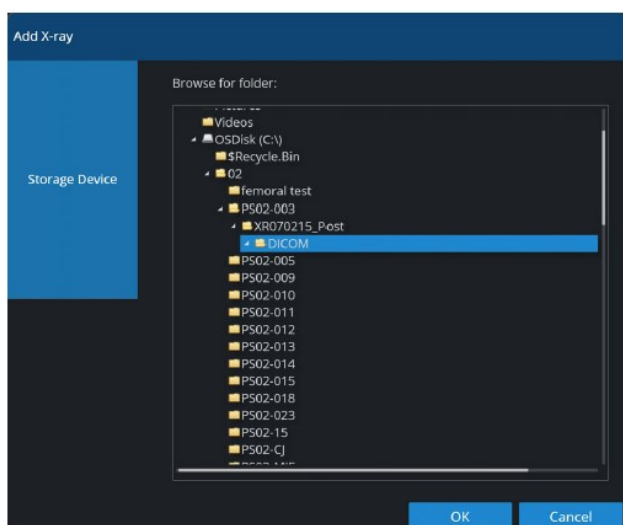 Add X-ray
Storage Device
Browse for folder:
Pictures
Videos
OSDisk (C:\)
$Recycle.Bin
02
femoral test
PS02-003
XR070215_Post
DICOM
PS02-005
PS02-009
PS02-010
PS02-011
PS02-012
PS02-013
PS02-014
PS02-015
PS02-018
PS02-023
PS02-15
PS02-CJ
OK
Cancel